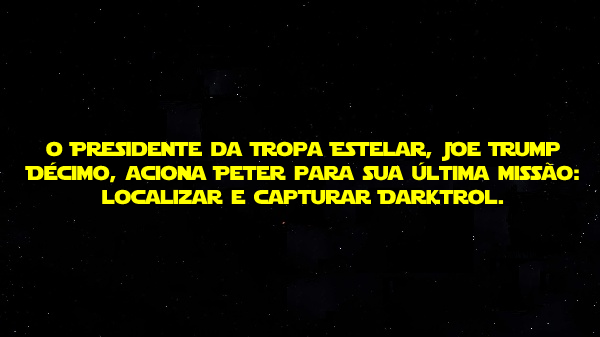 O Presidente da Tropa Estelar, Joe Trump
Décimo, aciona Peter para sua última missão:
localizar e capturar Darktrol.